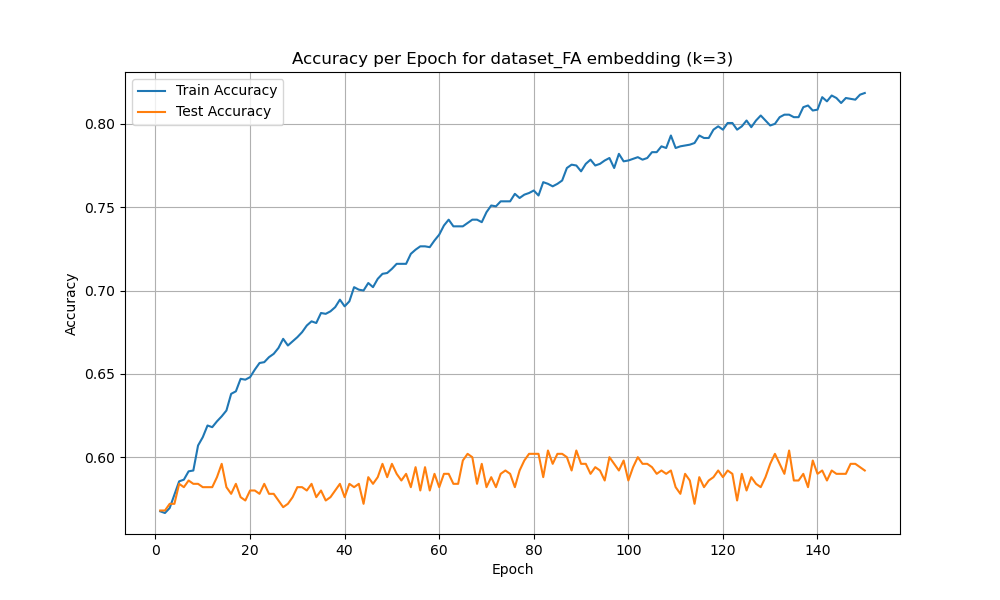 Accuracy per Epoch for dataset_FA embedding (k=3)
Train Accuracy
Test Accuracy
Accuracy
0.80
0.75
0.70
0.65
0.60
0 20 40 60 80 100 120 140
Epoch